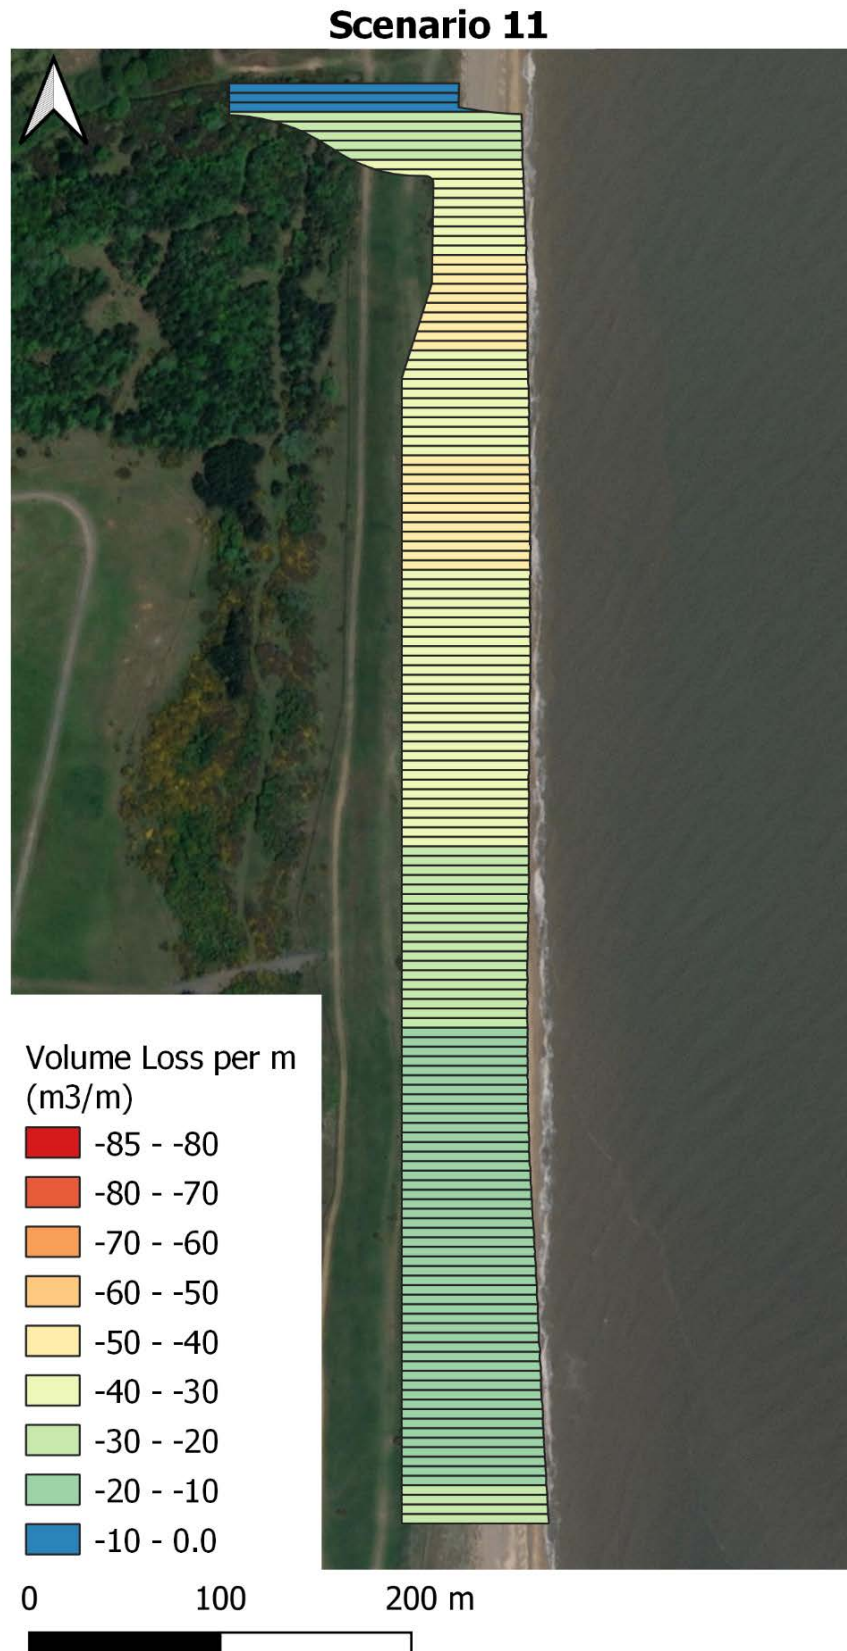 Scenario 11
Volume Loss per m
(m3/m)
-85 - -80
-80 - -70
-70 - -60
-60 - -50
-50 - -40
-40 - -30
-30 - -20
-20 - -10
-10 - 0.0
0 100 200 m